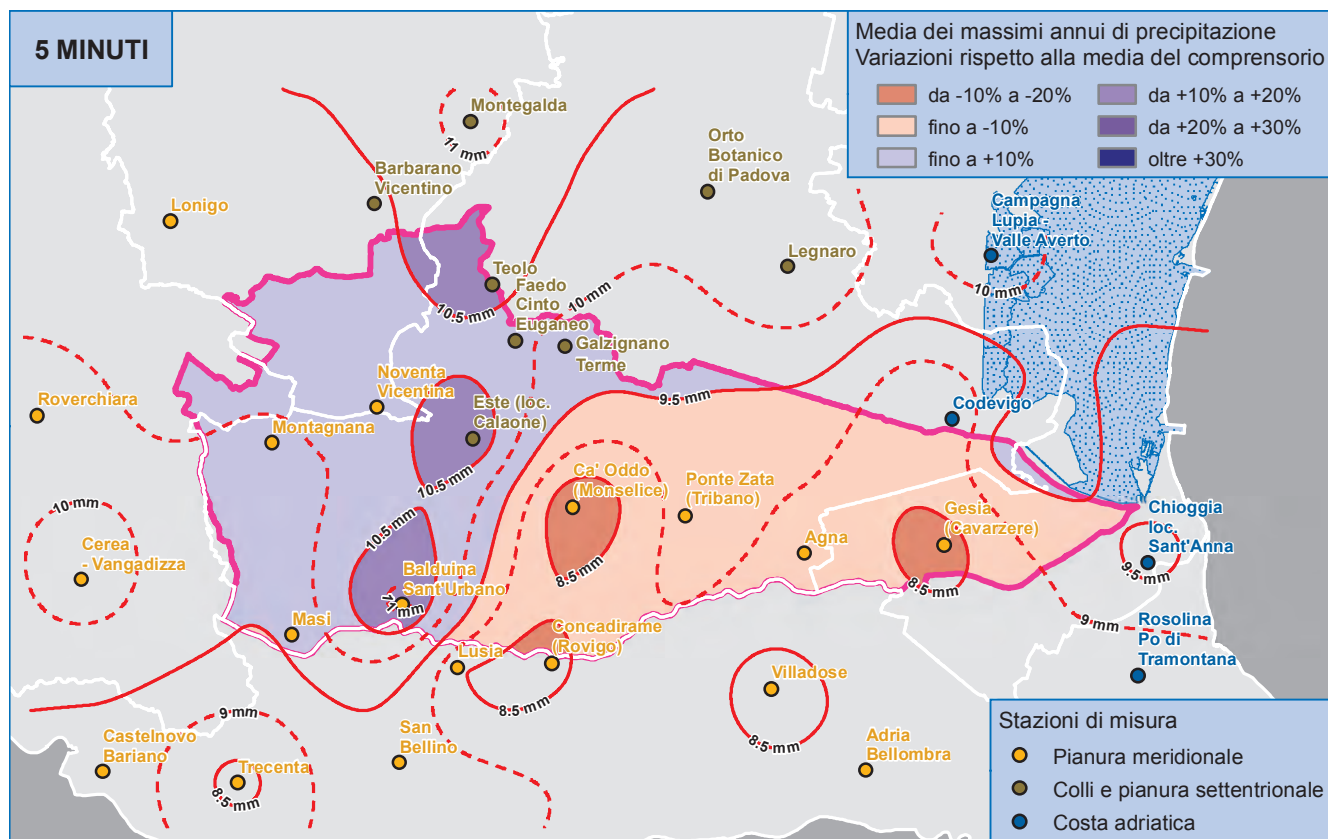 5 MINUTI
Media dei massimi annui di precipitazione
Variazioni rispetto alla media del comprensorio
da -10% a -20%
fino a -10%
fino a +10%
da +10% a +20%
da +20% a +30%
oltre +30%
Montegalda
11 mm
Barbarano
Vicentino
Orto
Botanico
di Padova
Lonigo
Campagna
Lupia -
Valle Averto
Legnaro
10 mm
Teolo
Faedo
Cinto
Euganeo
10 mm
10.5 mm
Galzignano
Terme
Noventa
Vicentina
9.5 mm
Roverchiara
Este (loc.
Calaone)
Codevigo
Montagnana
10.5 mm
Ca' Oddo
(Monselice)
Ponte Zata
(Tribano)
10 mm
10.5 mm
Gesia
(Cavarzere)
Chioggia
loc.
Sant'Anna
Cerea
- Vangadizza
Agna
Balduina
Sant'Urbano
8.5 mm
8.5 mm
9.5 mm
11 mm
Masi
Concadirame
(Rovigo)
9 mm
Rosolina
Po di
Tramontana
Lusia
Villadose
8.5 mm
9 mm
8.5 mm
Castelnovo
Bariano
San
Bellino
Adria
Bellombra
Trecenta
8.5 mm
Stazioni di misura
Pianura meridionale
Colli e pianura settentrionale
Costa adriatica